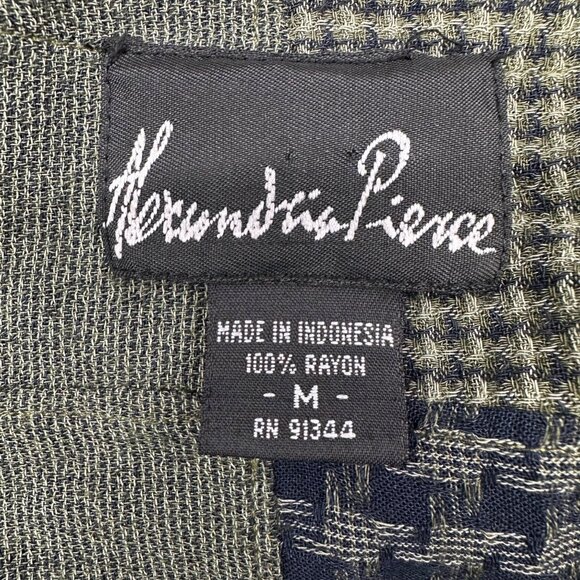 Alexandria Pierce
MADE IN INDONESIA
100% RAYON
- M -
RN 91344